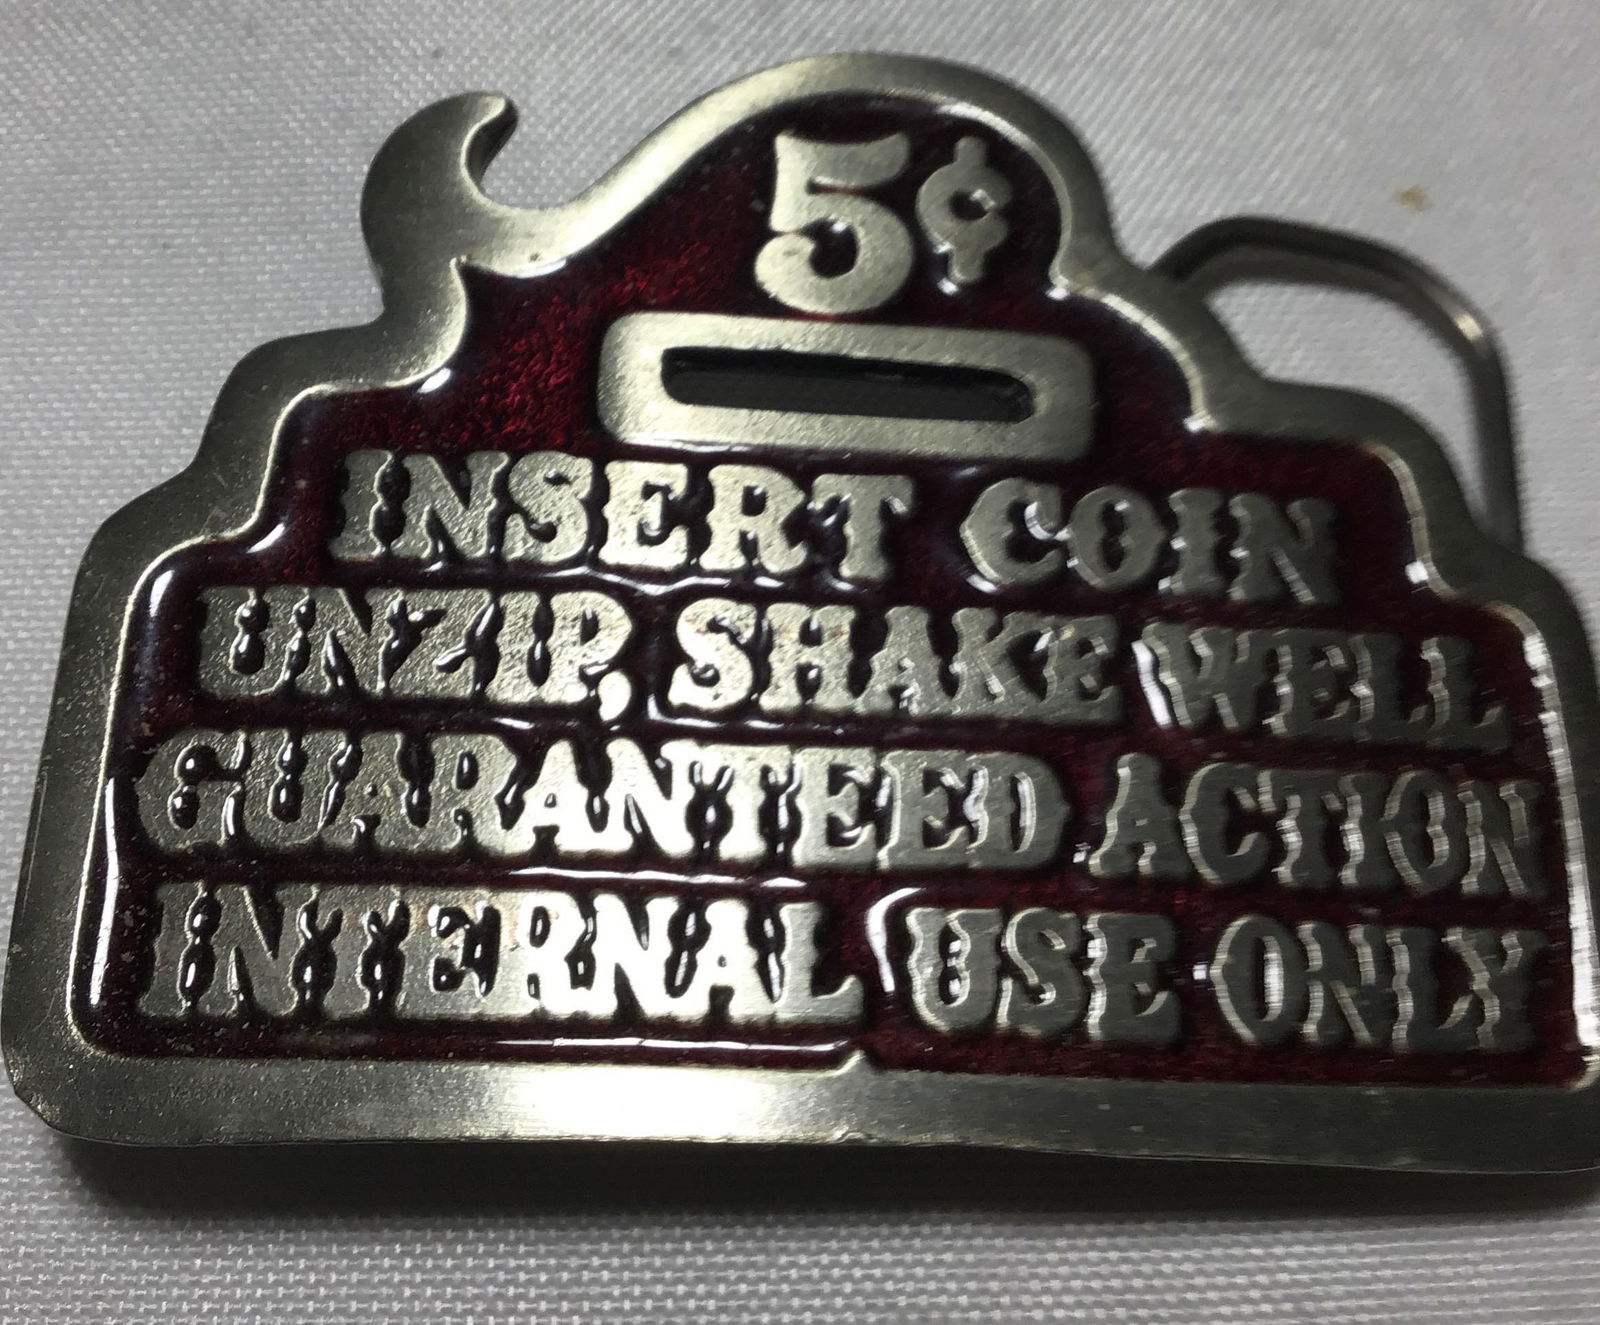 5¢
INSERT COIN
UNZIP, SHAKE WELL
GUARANTEED ACTION
INTERNAL USE ONLY